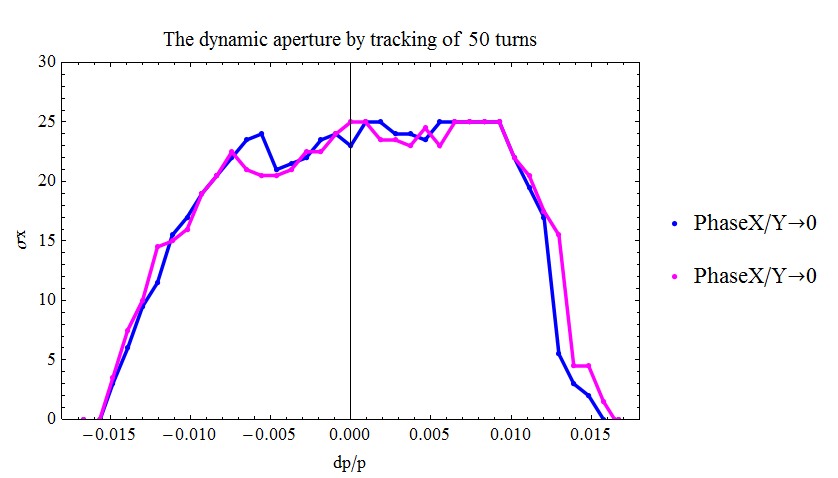 The dynamic aperture by tracking of 50 turns
30
25
20
15
10
5
0
σx
−0.015 −0.010 −0.005 0.000 0.005 0.010 0.015
dp/p
PhaseX/Y→0
PhaseX/Y→0